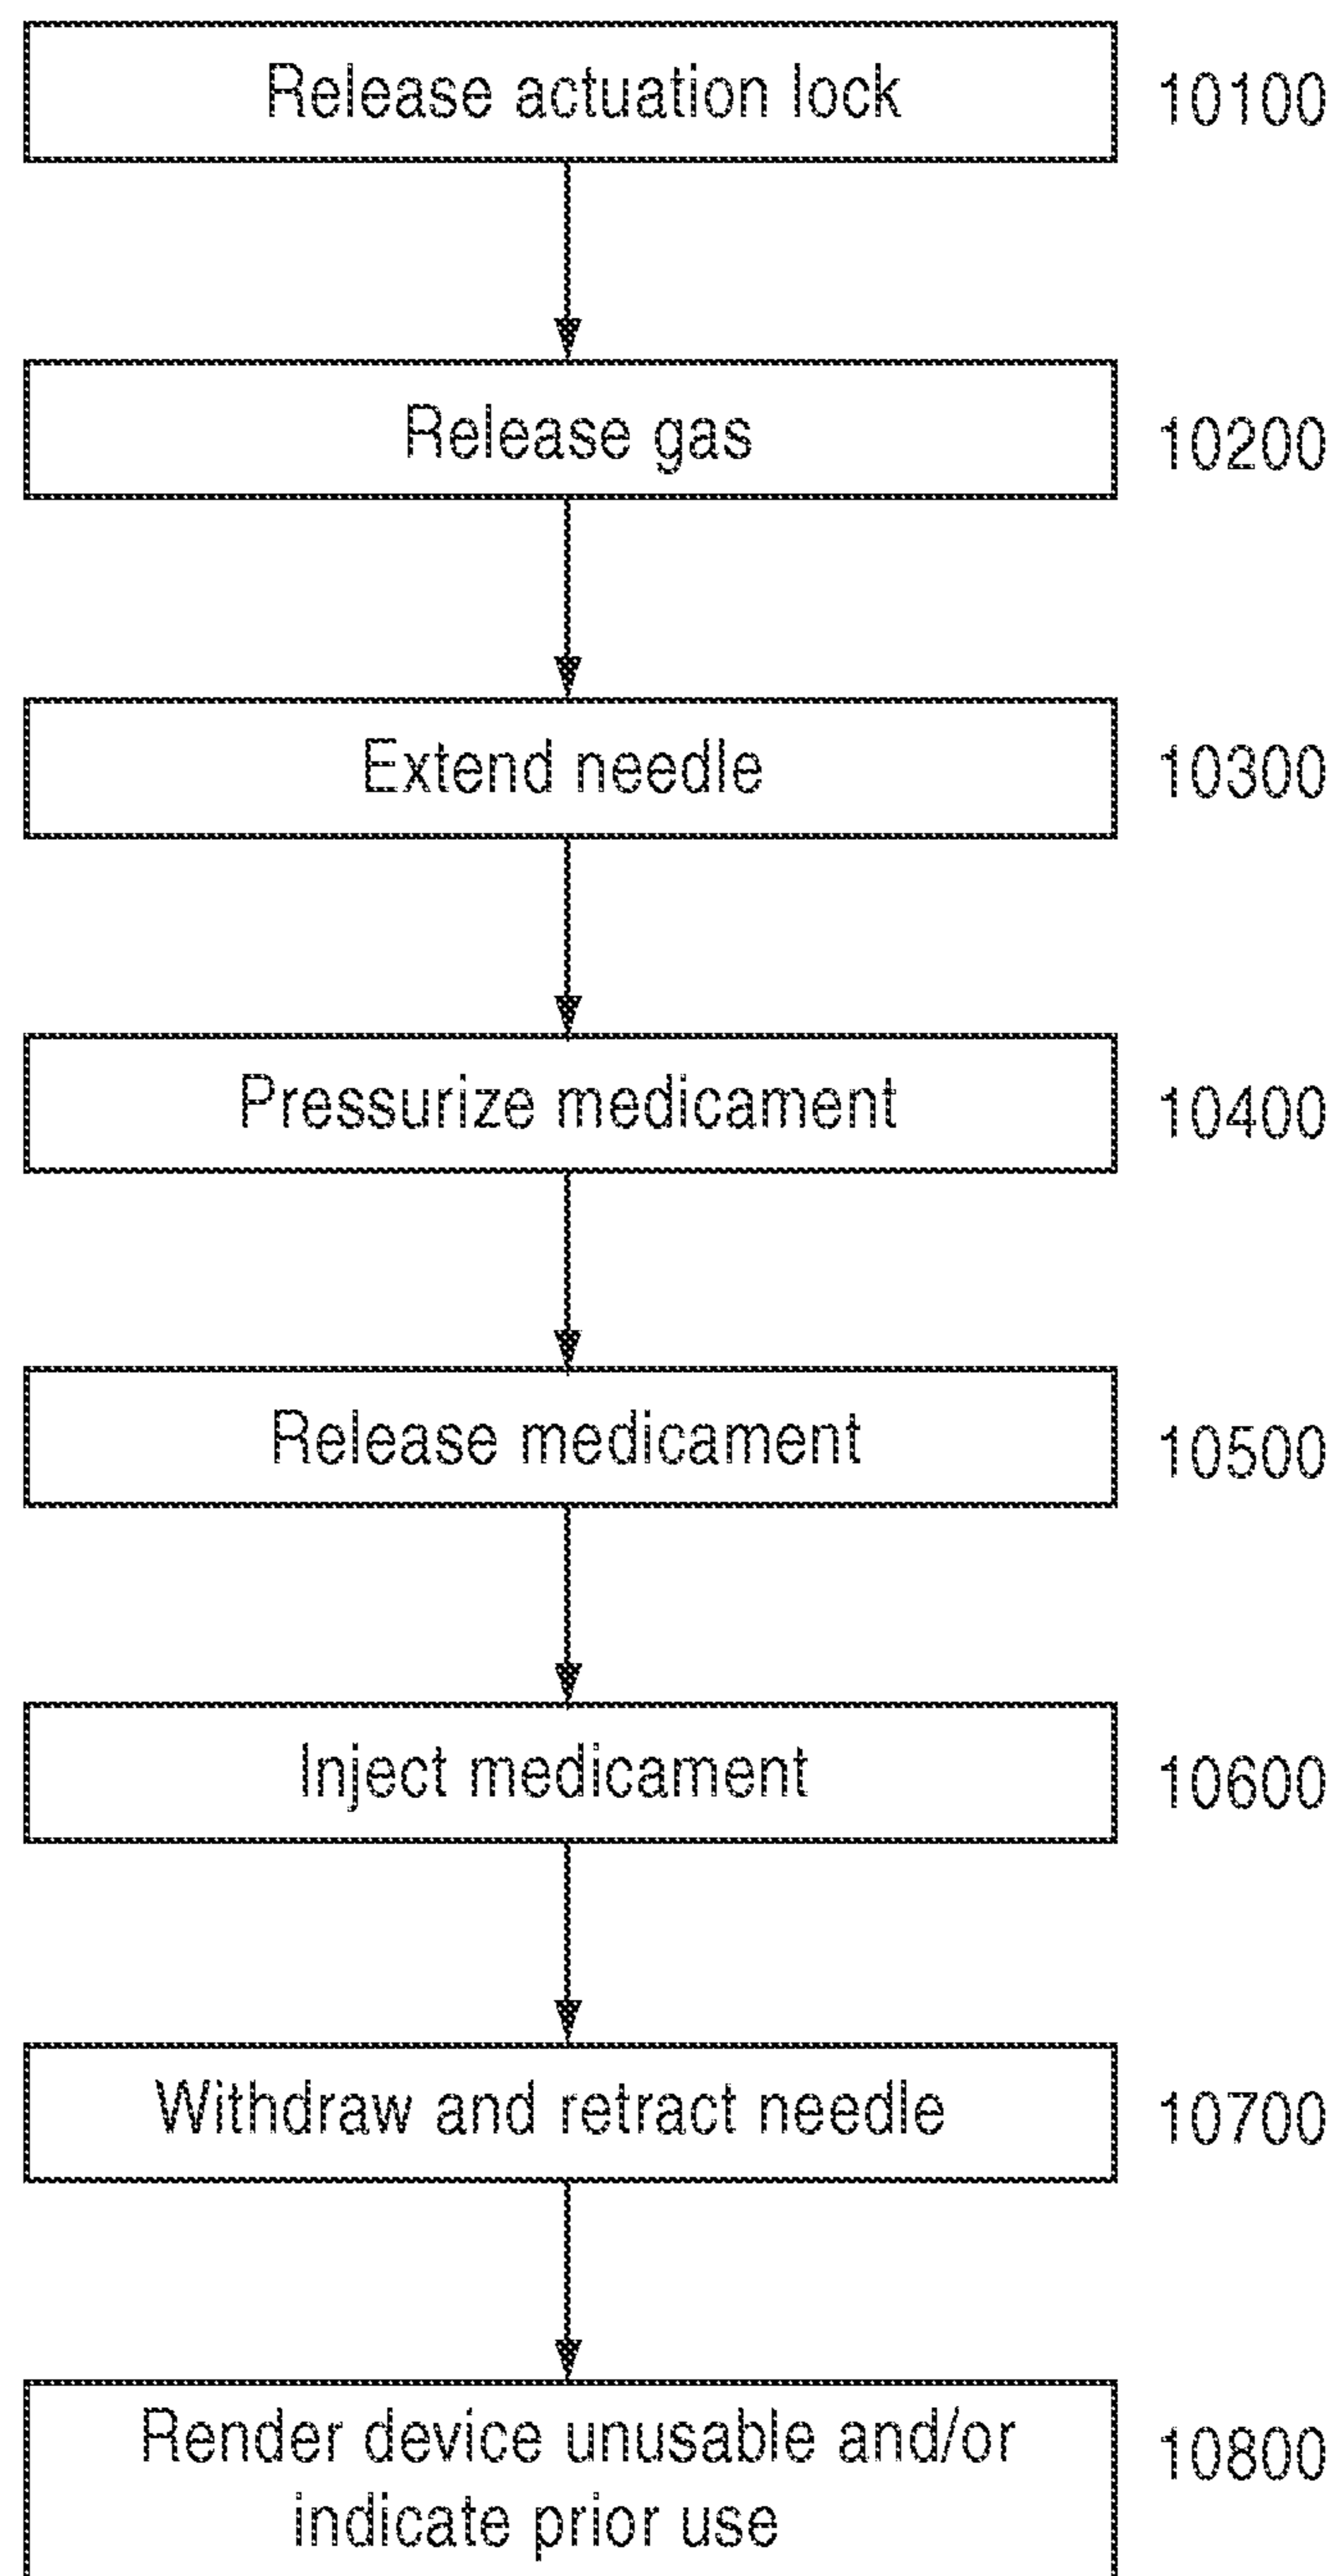 Release actuation lock 10100
Release gas 10200
Extend needle 10300
Pressurize medicament 10400
Release medicament 10500
Inject medicament 10600
Withdraw and retract needle 10700
Render device unusable and/or 10800
indicate prior use